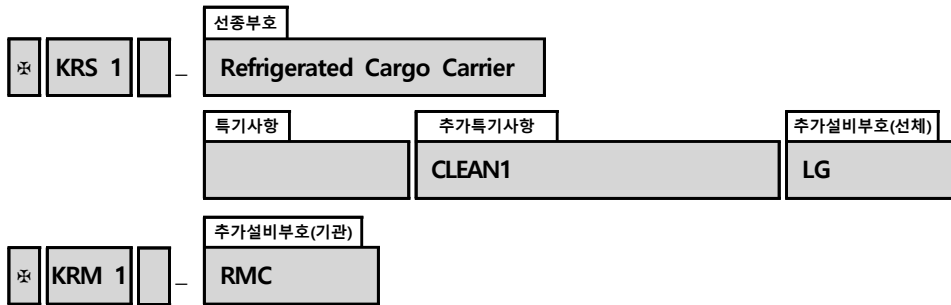 선종부호
✠ KRS 1 – Refrigerated Cargo Carrier
특기사항 추가특기사항 추가설비부호(선체)
CLEAN1 LG
추가설비부호(기관)
✠ KRM 1 – RMC